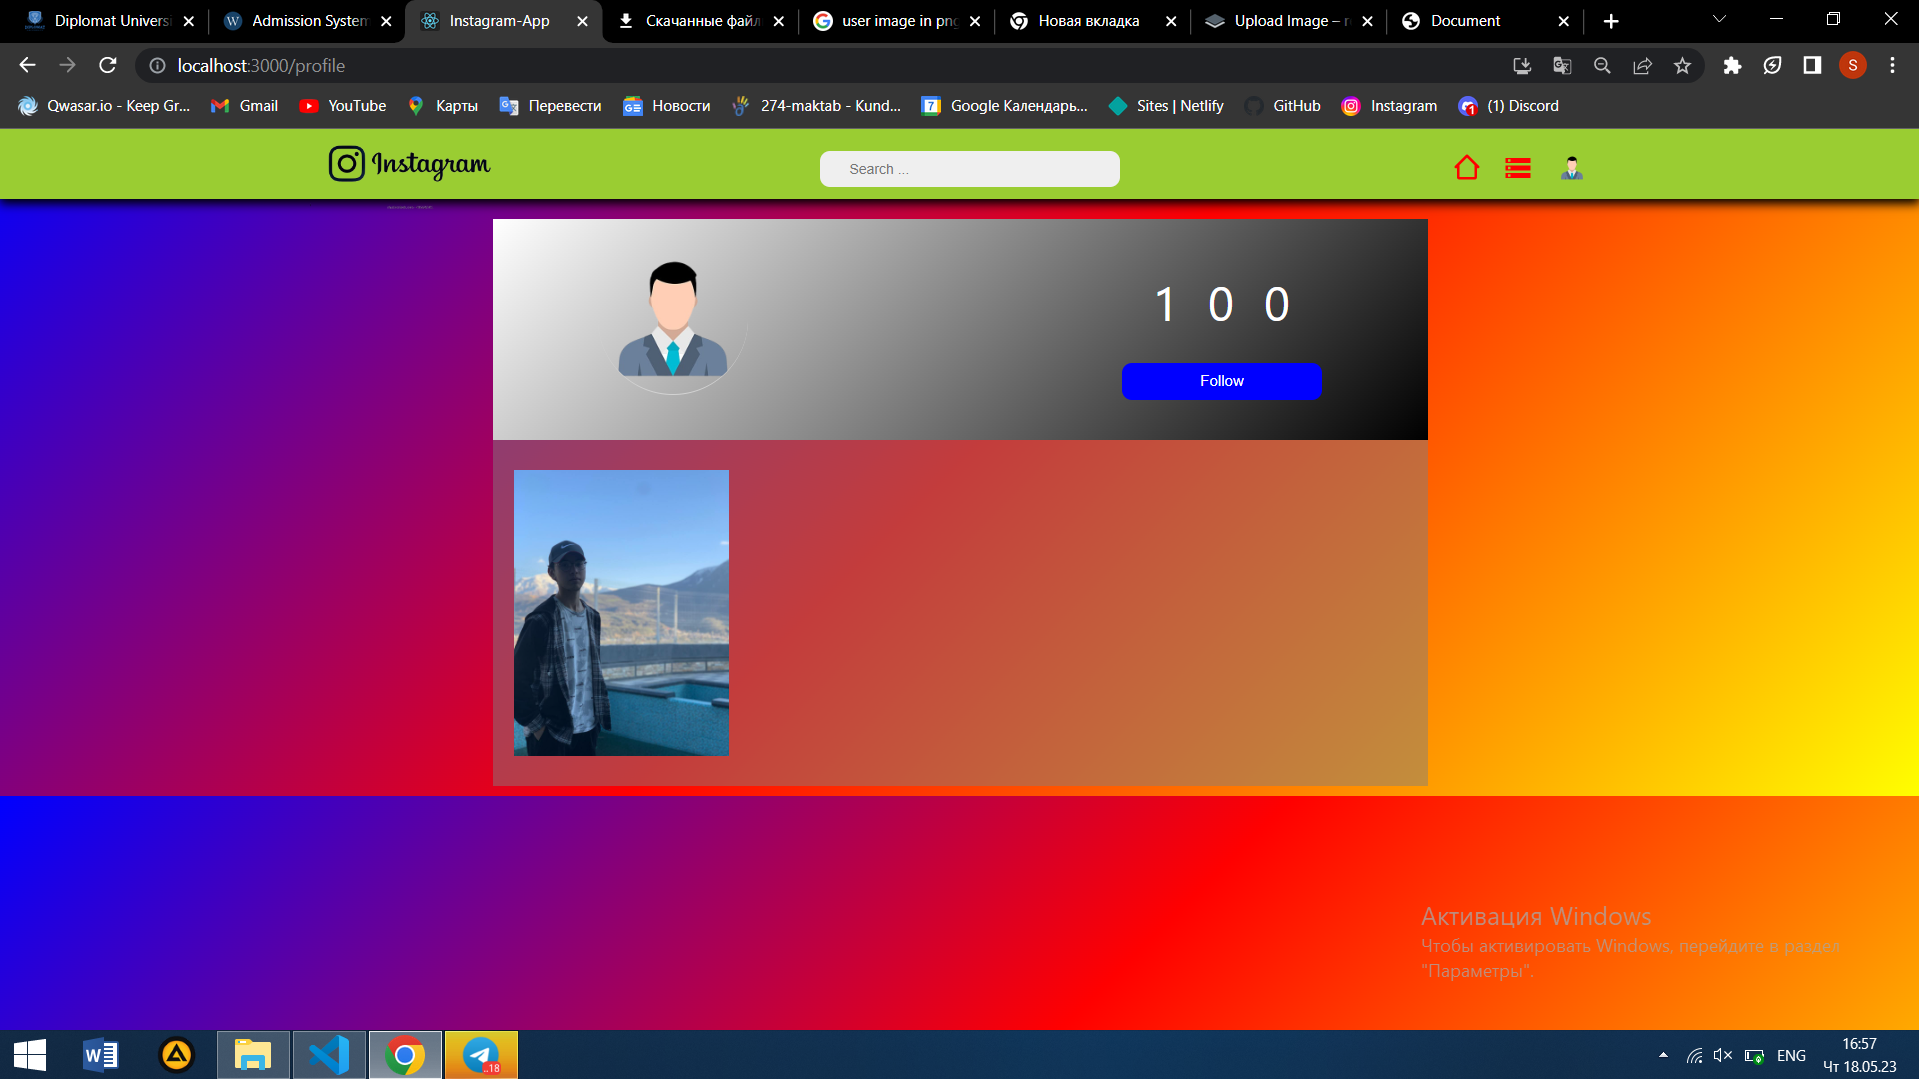 Diplomat Universi
Admission System
Instagram-App
Скачанные файл
user image in png
Новая вкладка
Upload Image – r
Document
localhost:3000/profile
S
Qwasar.io - Keep Gr...
Gmail
YouTube
Карты
Перевести
Новости
274-maktab - Kund...
7
Google Календарь...
Sites | Netlify
GitHub
Instagram
1
(1) Discord
Instagram
Search ...
1 0 0
Follow
Активация Windows
Чтобы активировать Windows, перейдите в раздел
"Параметры".
..18
ENG
16:57
Чт 18.05.23